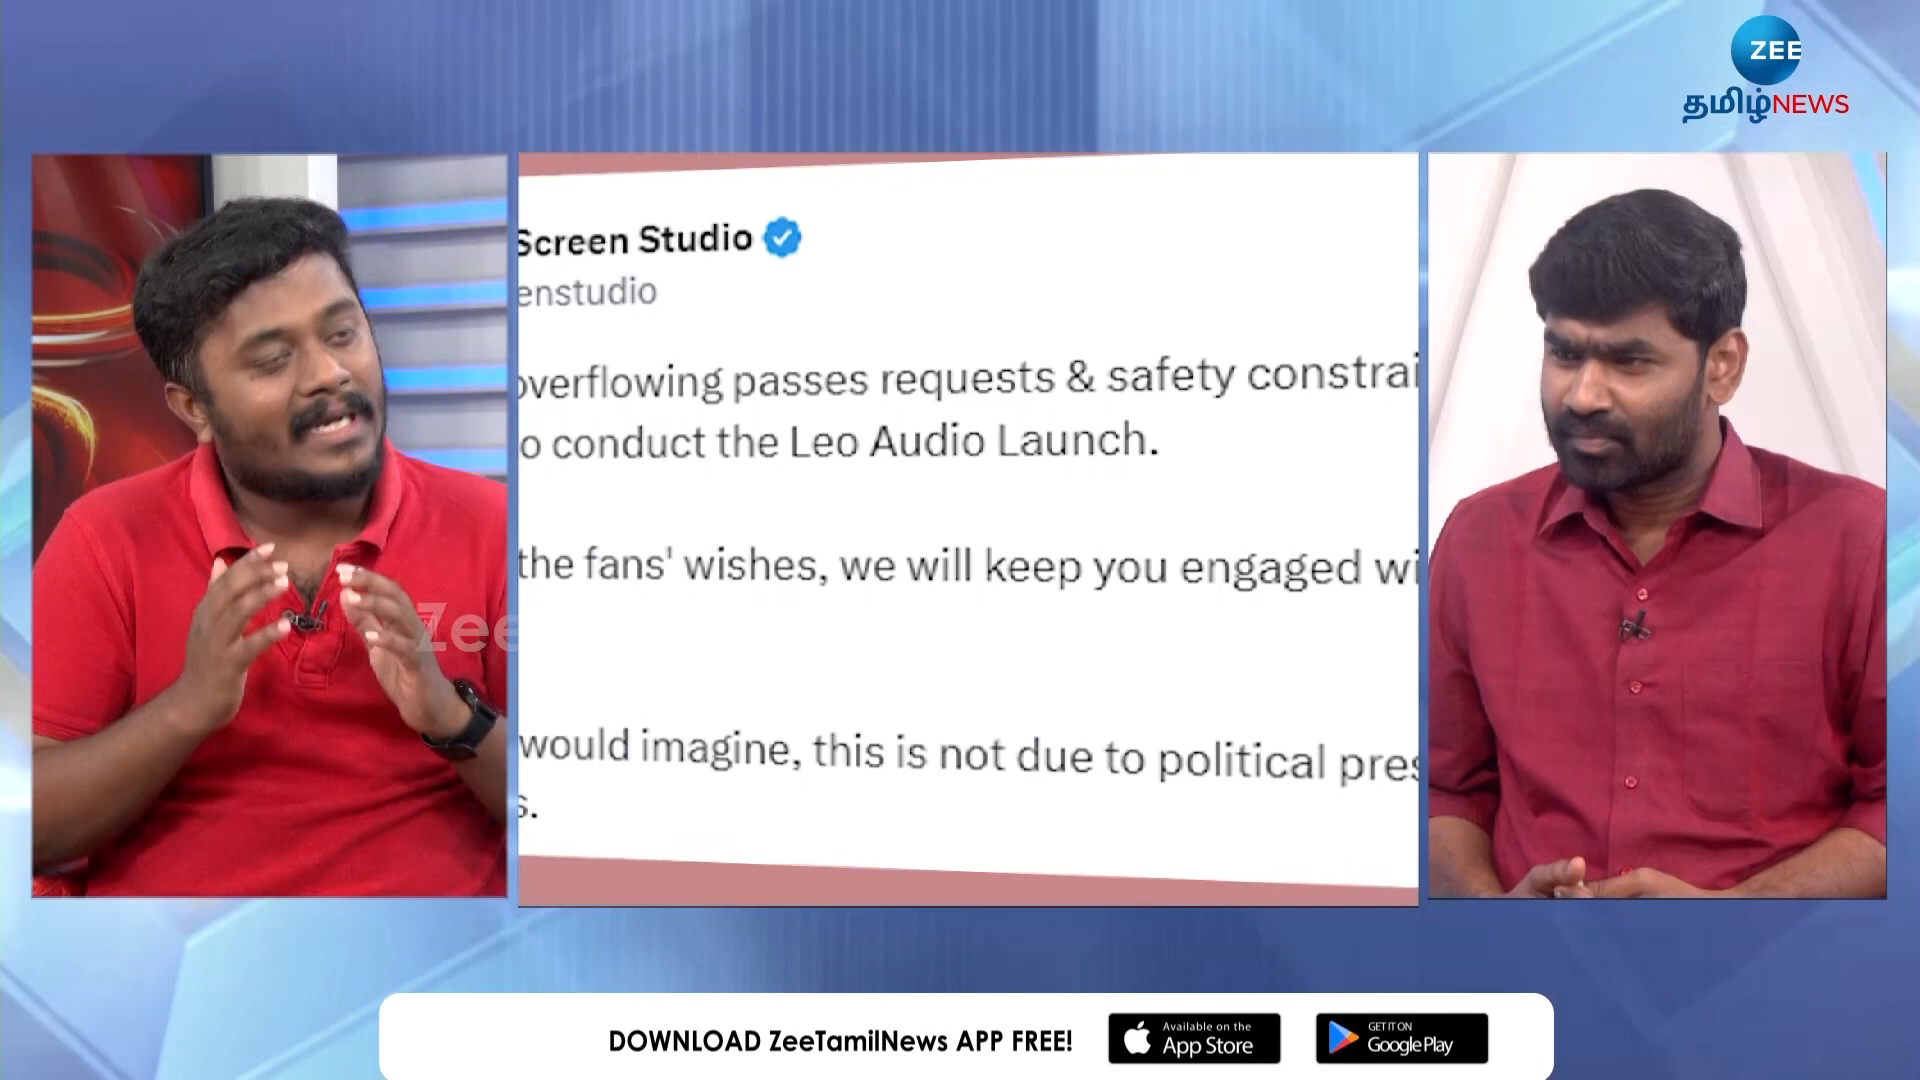 ZEE
தமிழ்NEWS
Screen Studio
enstudio
overflowing passes requests & safety constrai
o conduct the Leo Audio Launch.
the fans' wishes, we will keep you engaged wi
would imagine, this is not due to political pres
s.
Zee
DOWNLOAD ZeeTamilNews APP FREE!
Available on the
App Store
GET IT ON
Google Play